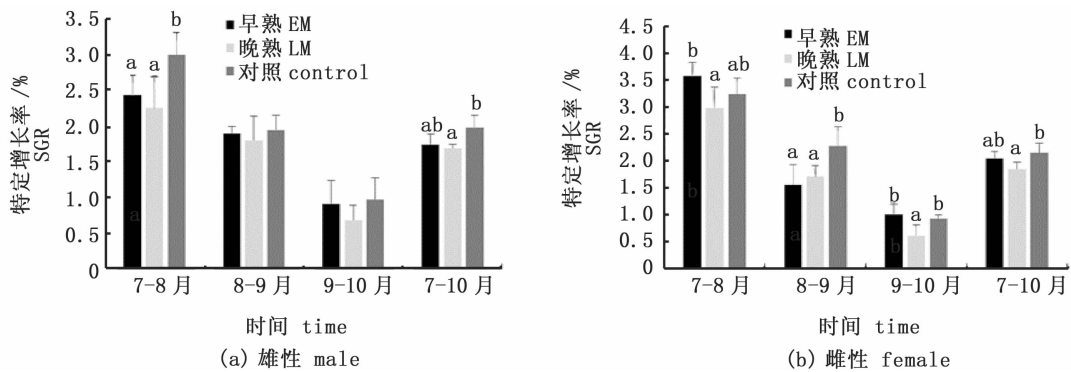 特定增长率/%
SGR
3.5
3.0
2.5
2.0
1.5
1.0
0.5
0
早熟 EM
晚熟 LM
对照 control
a a b
ab a b
a
7-8 月 8-9 月 9-10 月 7-10 月
时间 time
(a) 雄性 male
特定增长率/%
SGR
4.5
4.0
3.5
3.0
2.5
2.0
1.5
1.0
0.5
0
早熟 EM
晚熟 LM
对照 control
b a ab
a a b
b a b
ab a b
b
a
b
7-8 月 8-9 月 9-10 月 7-10 月
时间 time
(b) 雌性 female